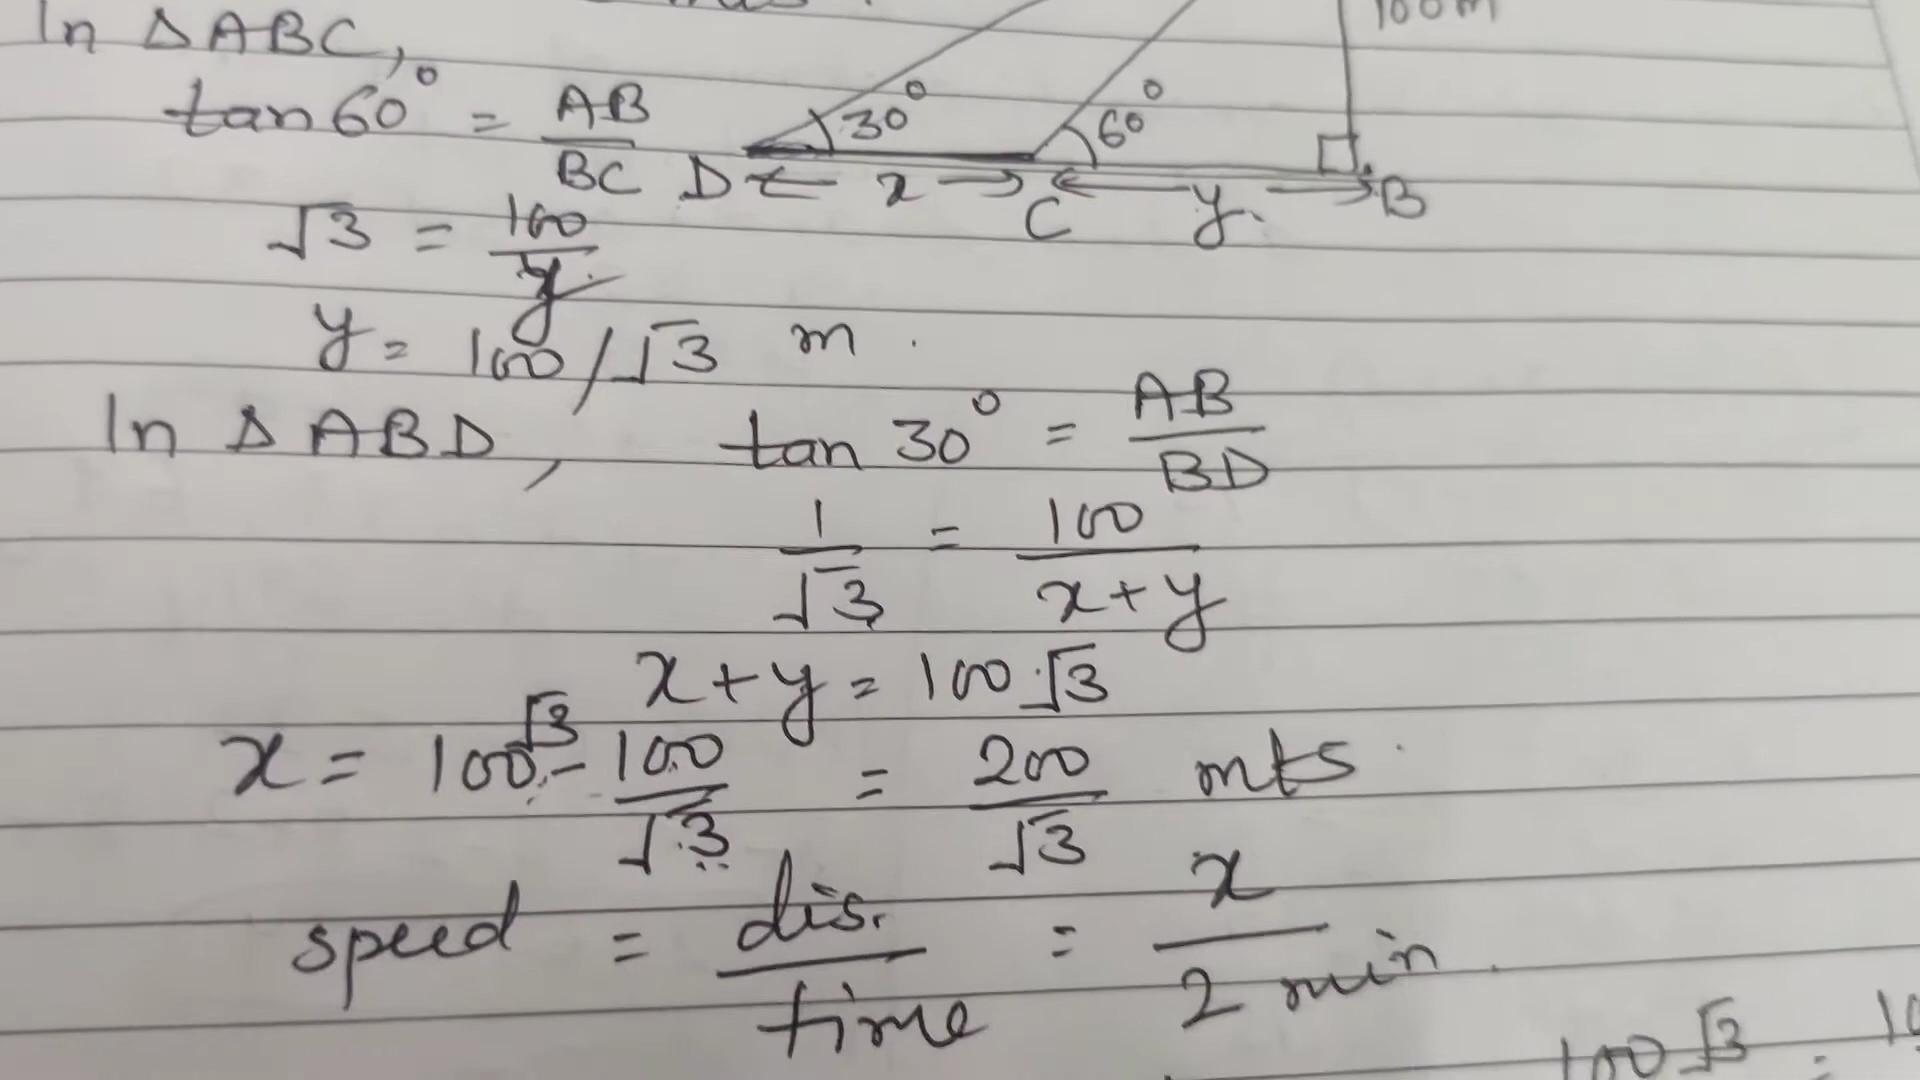 In Δ ABC,
100m
tan 60° = AB/BC
30°
60°
D x C y B
√3 = 100/y
y = 100/√3 m.
In Δ ABD, tan 30° = AB/BD
1/√3 = 100/x+y
x+y = 100√3
x = 100√3 - 100/√3 = 200/√3 mts.
speed = dis./time = x/2 min.
100√3 =